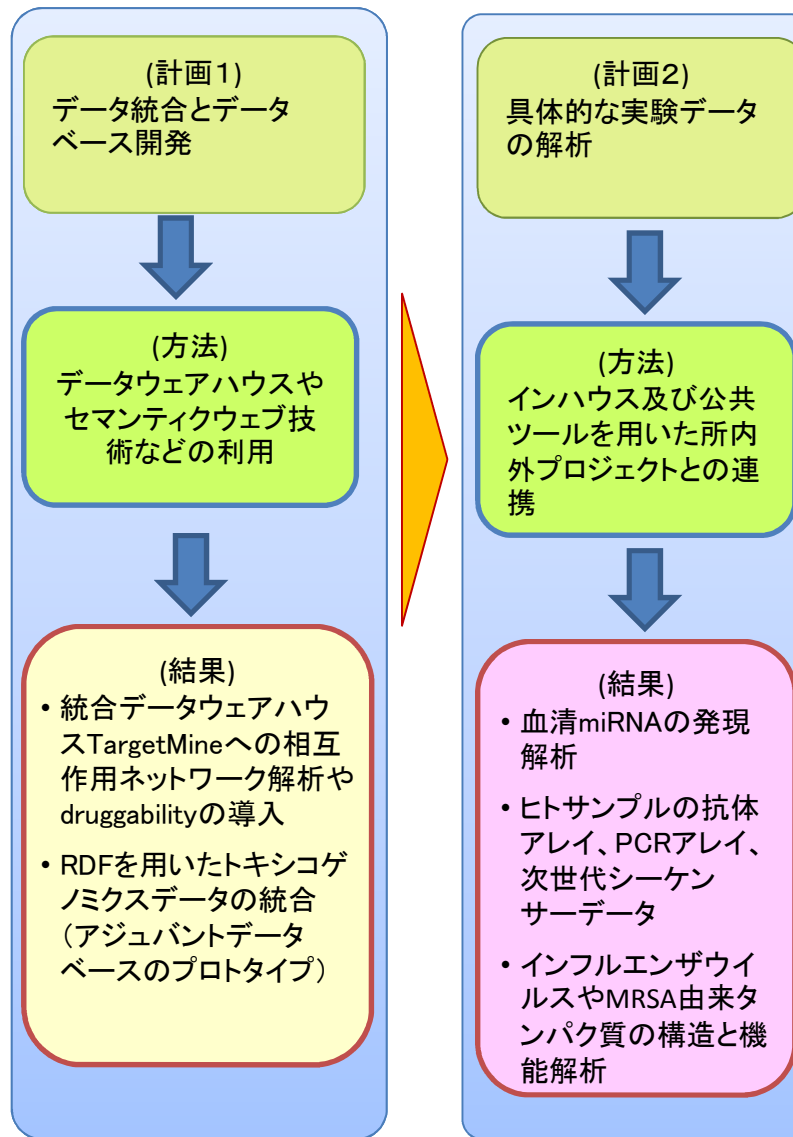 (計画１)
データ統合とデータ
ベース開発
(方法)
データウェアハウスや
セマンティクウェブ技
術などの利用
(結果)
• 統合データウェアハウ
スTargetMineへの相互
作用ネットワーク解析や
druggabilityの導入
• RDFを用いたトキシコゲ
ノミクスデータの統合
（アジュバントデータ
ベースのプロトタイプ）
(計画２)
具体的な実験データ
の解析
(方法)
インハウス及び公共
ツールを用いた所内
外プロジェクトとの連
携
(結果)
• 血清miRNAの発現
解析
• ヒトサンプルの抗体
アレイ、PCRアレイ、
次世代シーケン
サーデータ
• インフルエンザウイ
ルスやMRSA由来タ
ンパク質の構造と機
能解析